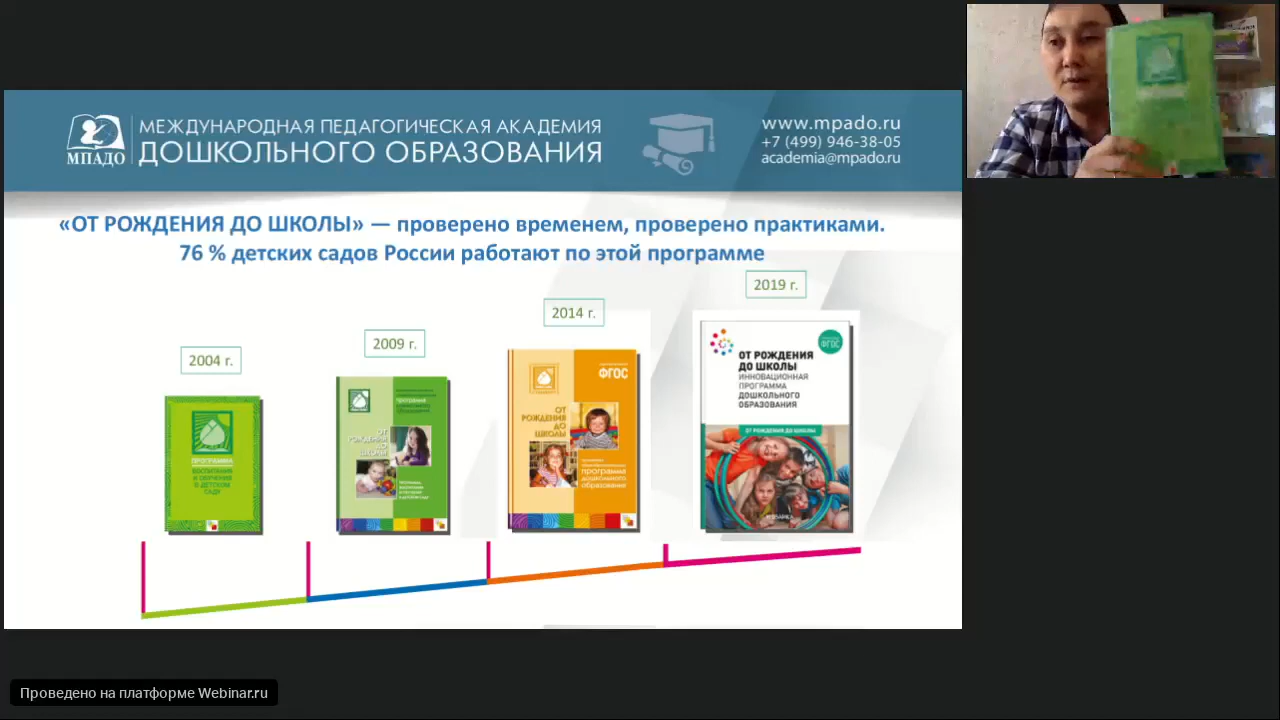 МПАДО
МЕЖДУНАРОДНАЯ ПЕДАГОГИЧЕСКАЯ АКАДЕМИЯ
ДОШКОЛЬНОГО ОБРАЗОВАНИЯ
www.mpado.ru
+7 (499) 946-38-05
academia@mpado.ru
«ОТ РОЖДЕНИЯ ДО ШКОЛЫ» — проверено временем, проверено практиками.
76 % детских садов России работают по этой программе
2004 г.
ПРОГРАММА
ВОСПИТАНИЯ
И ОБУЧЕНИЯ
В ДЕТСКОМ
САДУ
2009 г.
программа
ОТ
РОЖДЕНИЯ
ДО
ШКОЛЫ
2014 г.
ФГОС
ОТ
РОЖДЕНИЯ
ДО
ШКОЛЫ
программа
дошкольного
образования
2019 г.
ФГОС
ОТ РОЖДЕНИЯ
ДО ШКОЛЫ
ИННОВАЦИОННАЯ
ПРОГРАММА
ДОШКОЛЬНОГО
ОБРАЗОВАНИЯ
ОТ РОЖДЕНИЯ ДО ШКОЛЫ
Проведено на платформе Webinar.ru